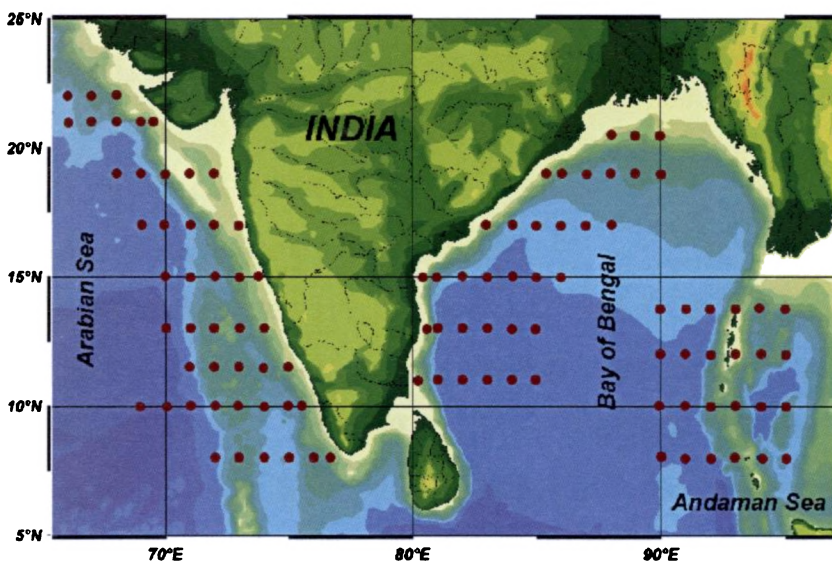 25°N
INDIA
20°N
Arabian Sea
15°N
Bay of Bengal
10°N
Andaman Sea
5°N
70°E 80°E 90°E